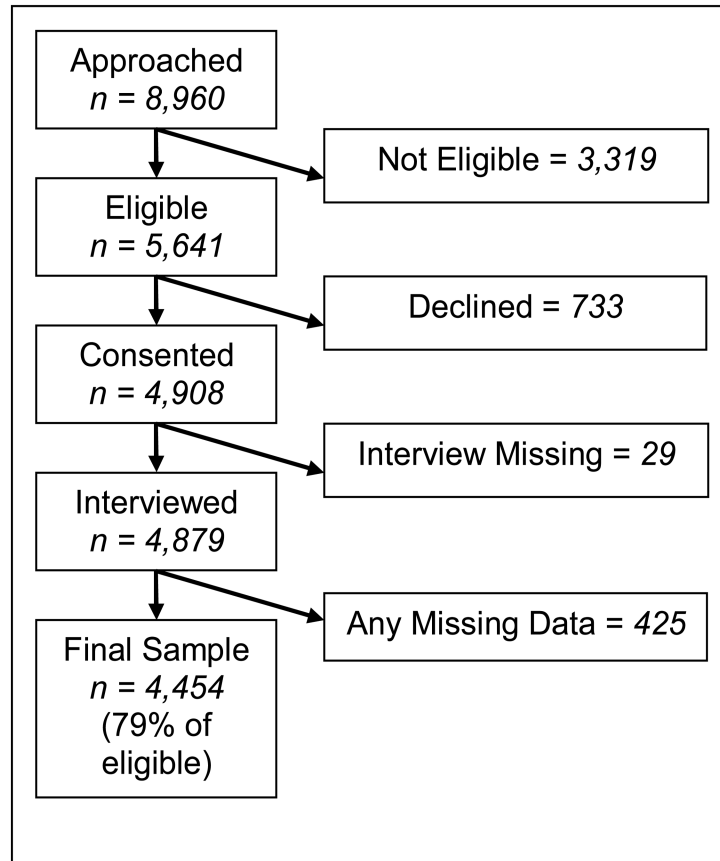 Approached
n = 8,960
Not Eligible = 3,319
Eligible
n = 5,641
Declined = 733
Consented
n = 4,908
Interview Missing = 29
Interviewed
n = 4,879
Any Missing Data = 425
Final Sample
n = 4,454
(79% of
eligible)